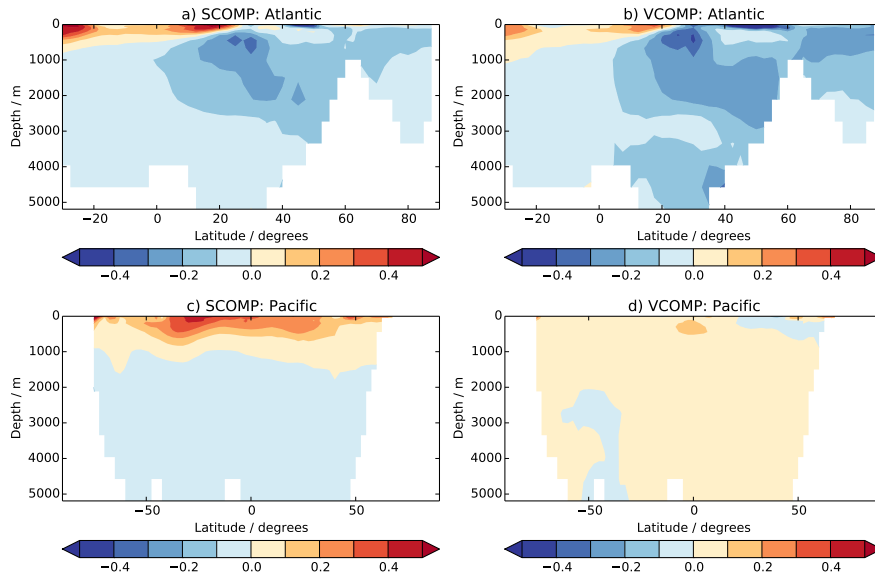 a) SCOMP: Atlantic
b) VCOMP: Atlantic
0
1000
2000
3000
4000
5000
Depth / m
−20 0 20 40 60 80
Latitude / degrees
0
1000
2000
3000
4000
5000
Depth / m
−20 0 20 40 60 80
Latitude / degrees
−0.4 −0.2 0.0 0.2 0.4
−0.4 −0.2 0.0 0.2 0.4
c) SCOMP: Pacific
d) VCOMP: Pacific
0
1000
2000
3000
4000
5000
Depth / m
−50 0 50
Latitude / degrees
0
1000
2000
3000
4000
5000
Depth / m
−50 0 50
Latitude / degrees
−0.4 −0.2 0.0 0.2 0.4
−0.4 −0.2 0.0 0.2 0.4